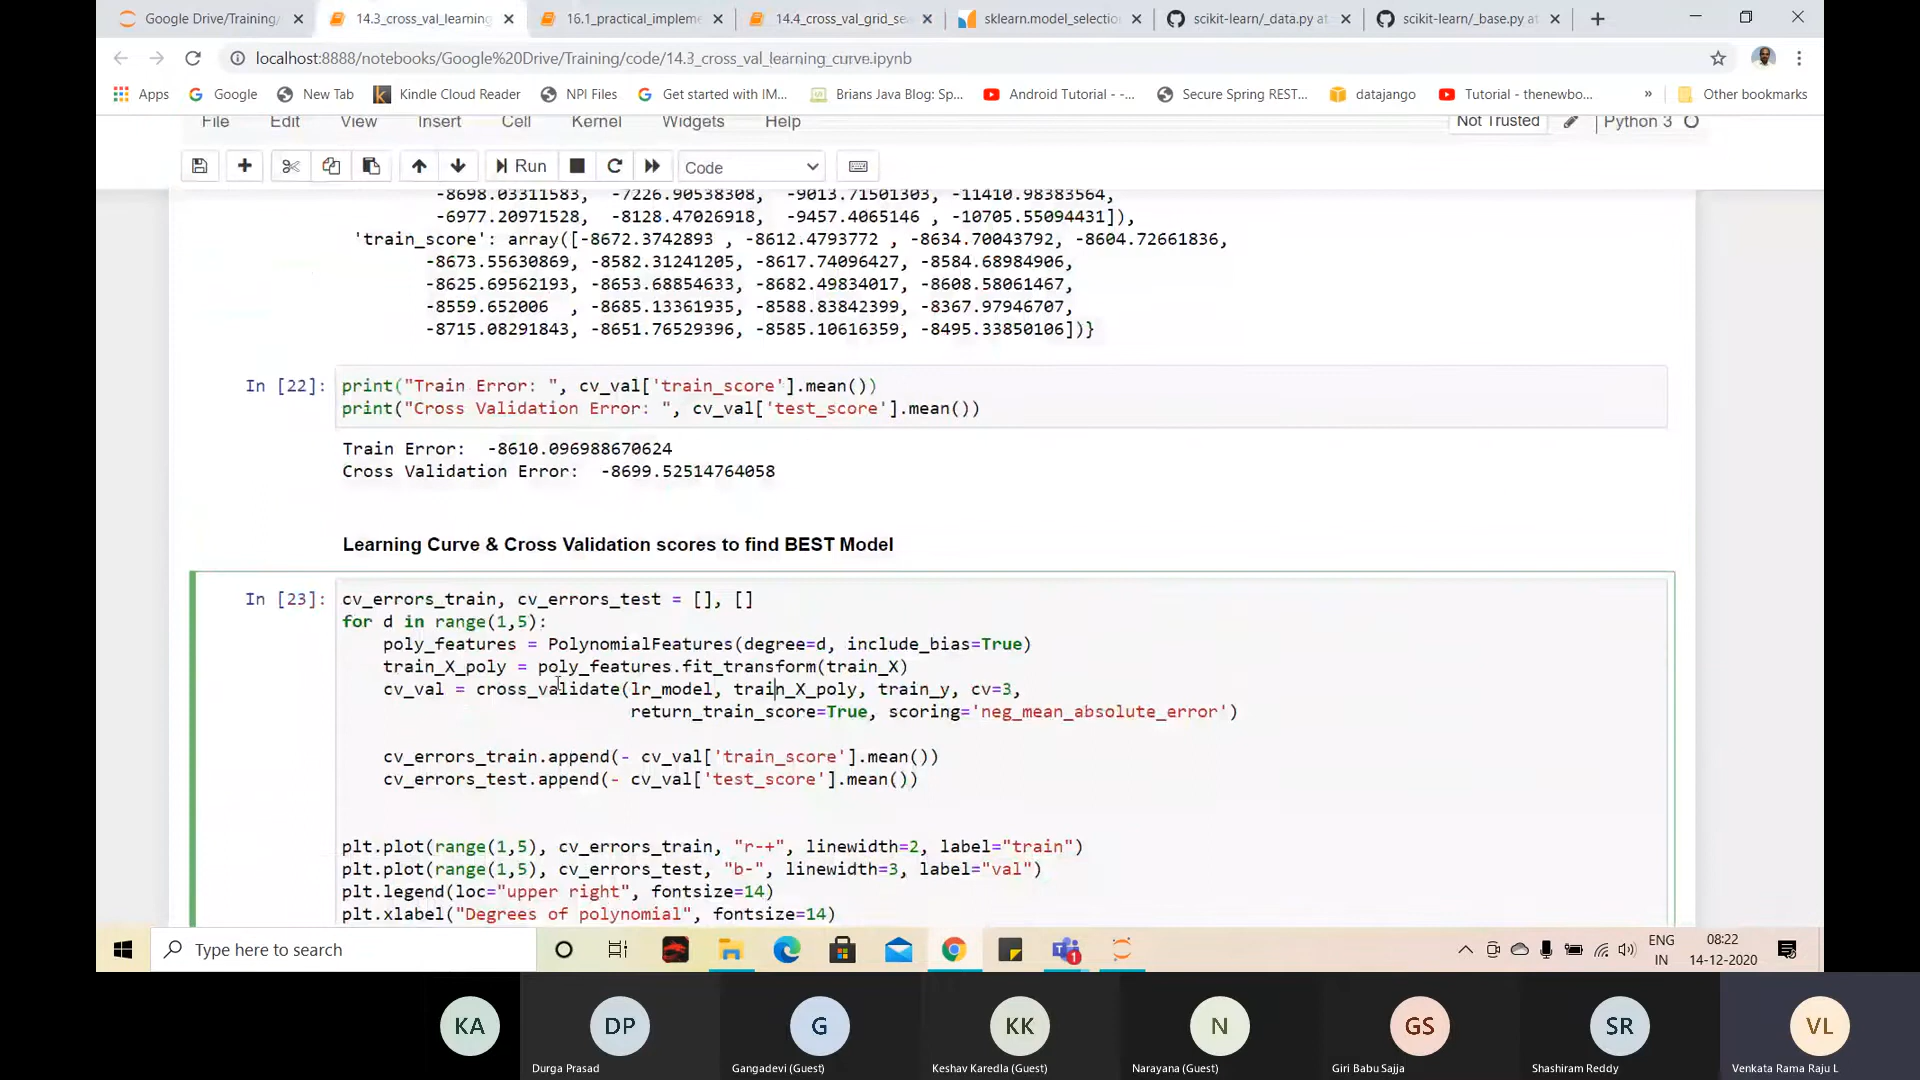 Google Drive/Training/
14.3_cross_val_learning
16.1_practical_impleme
14.4_cross_val_grid_se
sklearn.model_selectio
scikit-learn/_data.py at
scikit-learn/_base.py at
localhost:8888/notebooks/Google%20Drive/Training/code/14.3_cross_val_learning_curve.ipynb
Apps Google New Tab Kindle Cloud Reader NPI Files Get started with IM... Brians Java Blog: Sp... Android Tutorial - -... Secure Spring REST... datajango Tutorial - thenewbo... » Other bookmarks
File Edit View Insert Cell Kernel Widgets Help Not Trusted Python 3
Run Code
-8698.03311583, -7226.90538308, -9013.71501303, -11410.98383564,
-6977.20971528, -8128.47026918, -9457.4065146 , -10705.55094431]),
'train_score': array([-8672.3742893 , -8612.4793772 , -8634.70043792, -8604.72661836,
-8673.55630869, -8582.31241205, -8617.74096427, -8584.68984906,
-8625.69562193, -8653.68854633, -8682.49834017, -8608.58061467,
-8559.652006 , -8685.13361935, -8588.83842399, -8367.97946707,
-8715.08291843, -8651.76529396, -8585.10616359, -8495.33850106])}
In [22]: print("Train Error: ", cv_val['train_score'].mean())
print("Cross Validation Error: ", cv_val['test_score'].mean())
Train Error: -8610.096988670624
Cross Validation Error: -8699.52514764058
Learning Curve & Cross Validation scores to find BEST Model
In [23]: cv_errors_train, cv_errors_test = [], []
for d in range(1,5):
poly_features = PolynomialFeatures(degree=d, include_bias=True)
train_X_poly = poly_features.fit_transform(train_X)
cv_val = cross_validate(lr_model, train_X_poly, train_y, cv=3,
return_train_score=True, scoring='neg_mean_absolute_error')
cv_errors_train.append(- cv_val['train_score'].mean())
cv_errors_test.append(- cv_val['test_score'].mean())
plt.plot(range(1,5), cv_errors_train, "r-+", linewidth=2, label="train")
plt.plot(range(1,5), cv_errors_test, "b-", linewidth=3, label="val")
plt.legend(loc="upper right", fontsize=14)
plt.xlabel("Degrees of polynomial", fontsize=14)
Type here to search
1
ENG
IN
08:22
14-12-2020
KA DP G KK N GS SR VL
Durga Prasad Gangadevi (Guest) Keshav Karedla (Guest) Narayana (Guest) Giri Babu Sajja Shashiram Reddy Venkata Rama Raju L